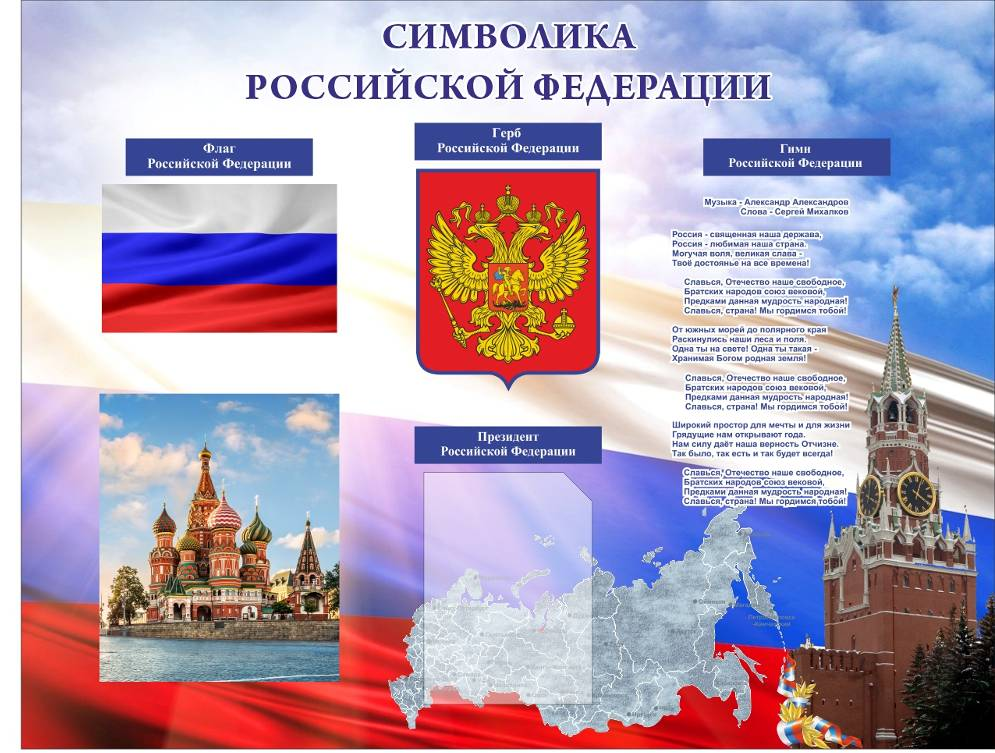 СИМВОЛИКА
РОССИЙСКОЙ ФЕДЕРАЦИИ
Флаг
Российской Федерации
Герб
Российской Федерации
Гимн
Российской Федерации
Музыка - Александр Александров
Слова - Сергей Михалков
Россия - священная наша держава,
Россия - любимая наша страна.
Могучая воля, великая слава -
Твоё достоянье на все времена!
Славься, Отечество наше свободное,
Братских народов союз вековой,
Предками данная мудрость народная!
Славься, страна! Мы гордимся тобой!
От южных морей до полярного края
Раскинулись наши леса и поля.
Одна ты на свете! Одна ты такая -
Хранимая Богом родная земля!
Славься, Отечество наше свободное,
Братских народов союз вековой,
Предками данная мудрость народная!
Славься, страна! Мы гордимся тобой!
Широкий простор для мечты и для жизни
Грядущие нам открывают года.
Нам силу даёт наша верность Отчизне.
Так было, так есть и так будет всегда!
Славься, Отечество наше свободное,
Братских народов союз вековой,
Предками данная мудрость народная!
Славься, страна! Мы гордимся тобой!
Президент
Российской Федерации